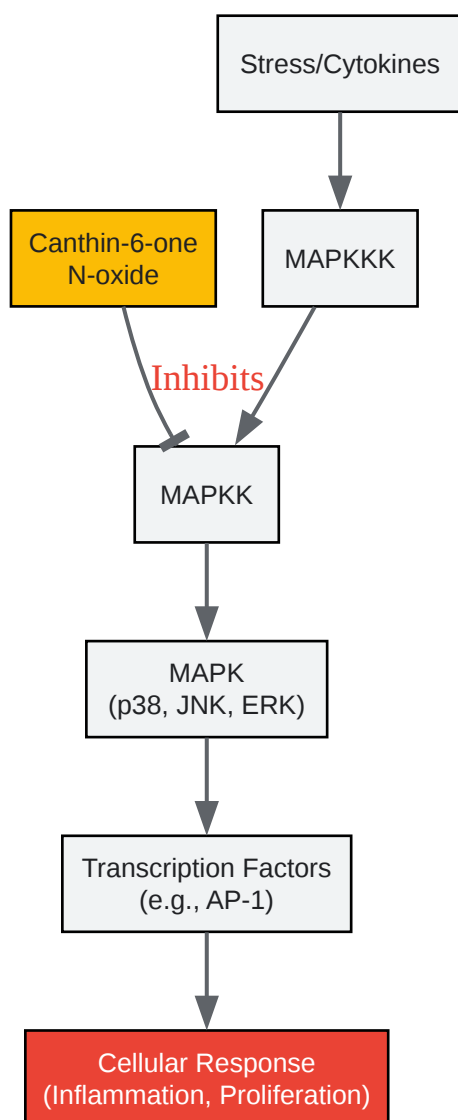 Stress/Cytokines
Canthin-6-one
N-oxide
MAPKKK
Inhibits
MAPKK
MAPK
(p38, JNK, ERK)
Transcription Factors
(e.g., AP-1)
Cellular Response
(Inflammation, Proliferation)